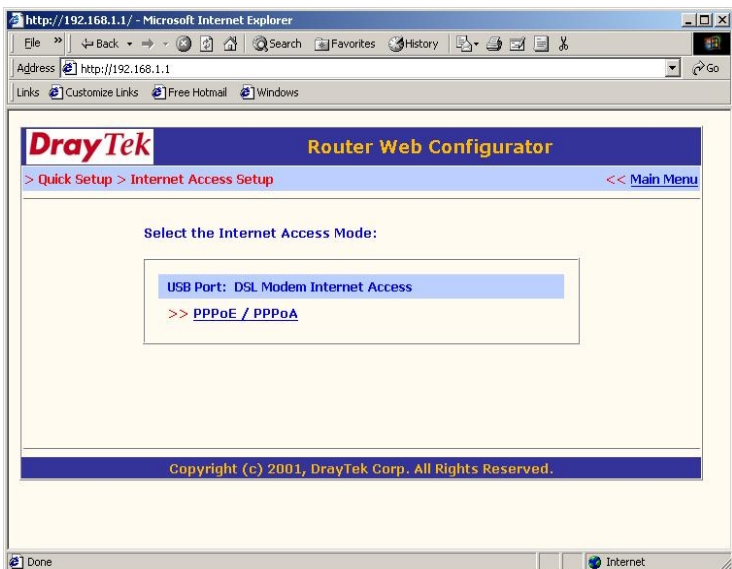 http://192.168.1.1/ - Microsoft Internet Explorer
File » Back Search Favorites History
Address http://192.168.1.1 Go
Links Customize Links Free Hotmail Windows
DrayTek Router Web Configurator
> Quick Setup > Internet Access Setup << Main Menu
Select the Internet Access Mode:
USB Port: DSL Modem Internet Access
>> PPPoE / PPPoA
Copyright (c) 2001, DrayTek Corp. All Rights Reserved.
Done Internet